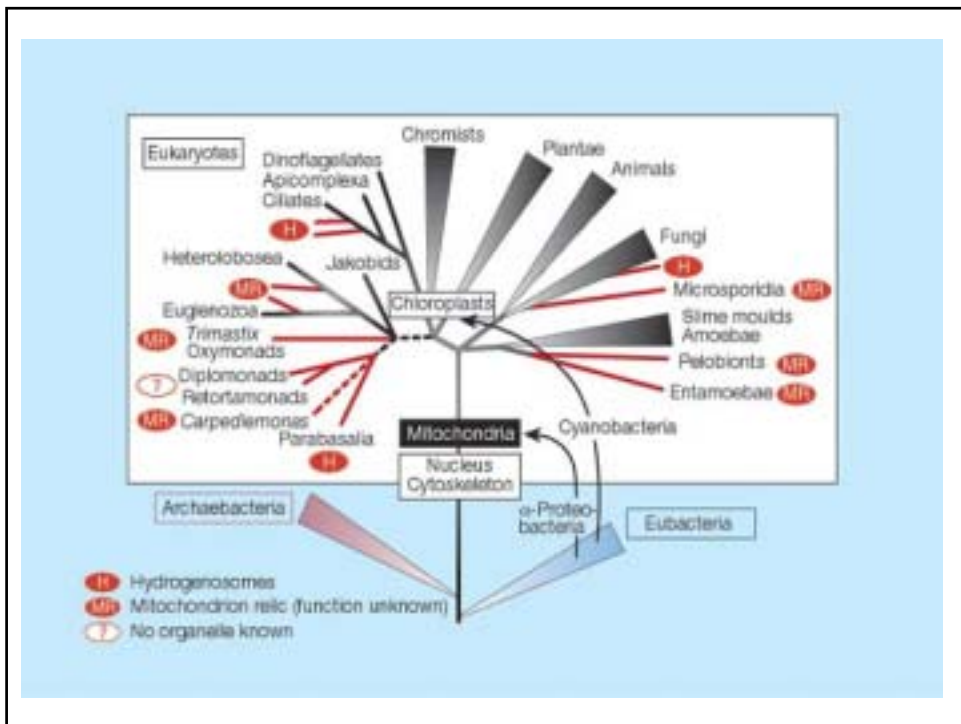 Eukaryotes
Chromists
Plantae
Animals
Dinoflagellates
Apicomplexa
Ciliates
H
Fungi
H
Heterolobosea
Jakobids
MR
Chloroplasts
Microsporidia MR
Euglenozoa
Slime moulds
Amoebae
MR Trimastix
Oxymonads
Pelobionts MR
? Diplomonads
Retortamonads
Entamoebae MR
MR Carpediemonas
Parabasalia
H
Mitochondria
Cyanobacteria
Nucleus
Cytoskeleton
Archaebacteria
α-Proteo-
bacteria
Eubacteria
H Hydrogenosomes
MR Mitochondrion relic (function unknown)
? No organelle known